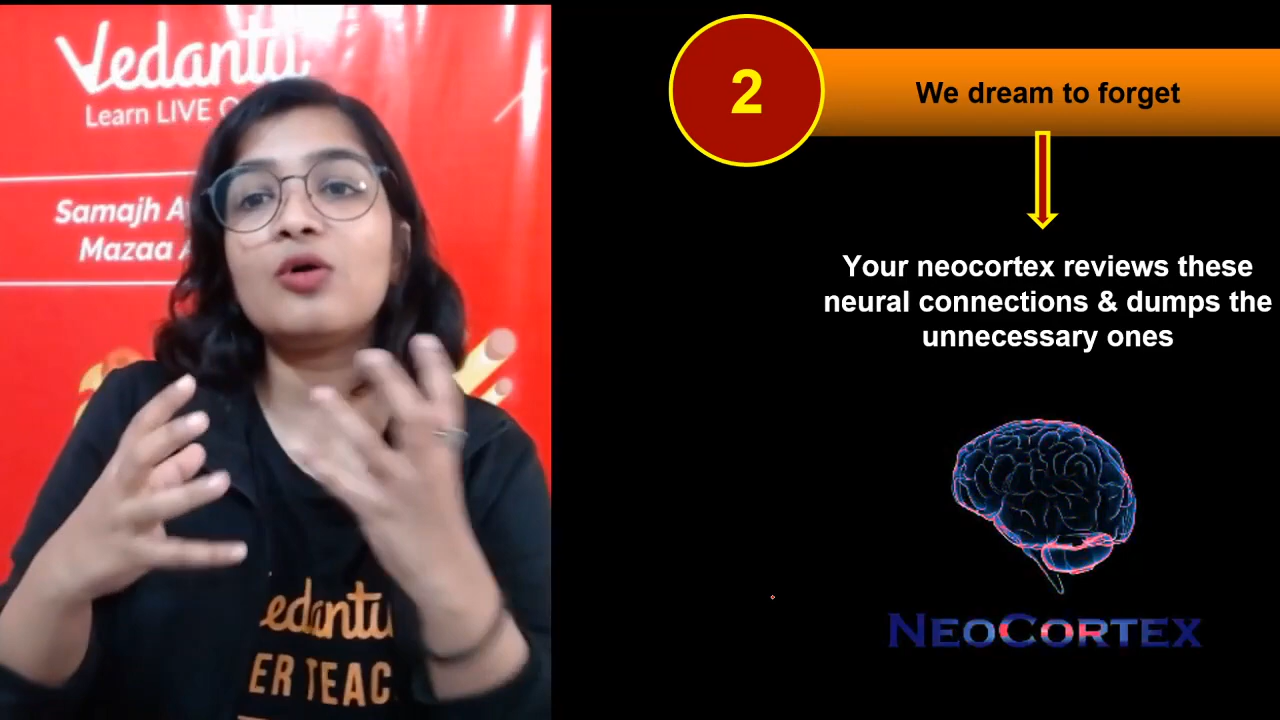 Vedantu
Learn LIVE
Samajh
Mazaa
edantu
ER TEAC
2
We dream to forget
Your neocortex reviews these
neural connections & dumps the
unnecessary ones
NEOCORTEX